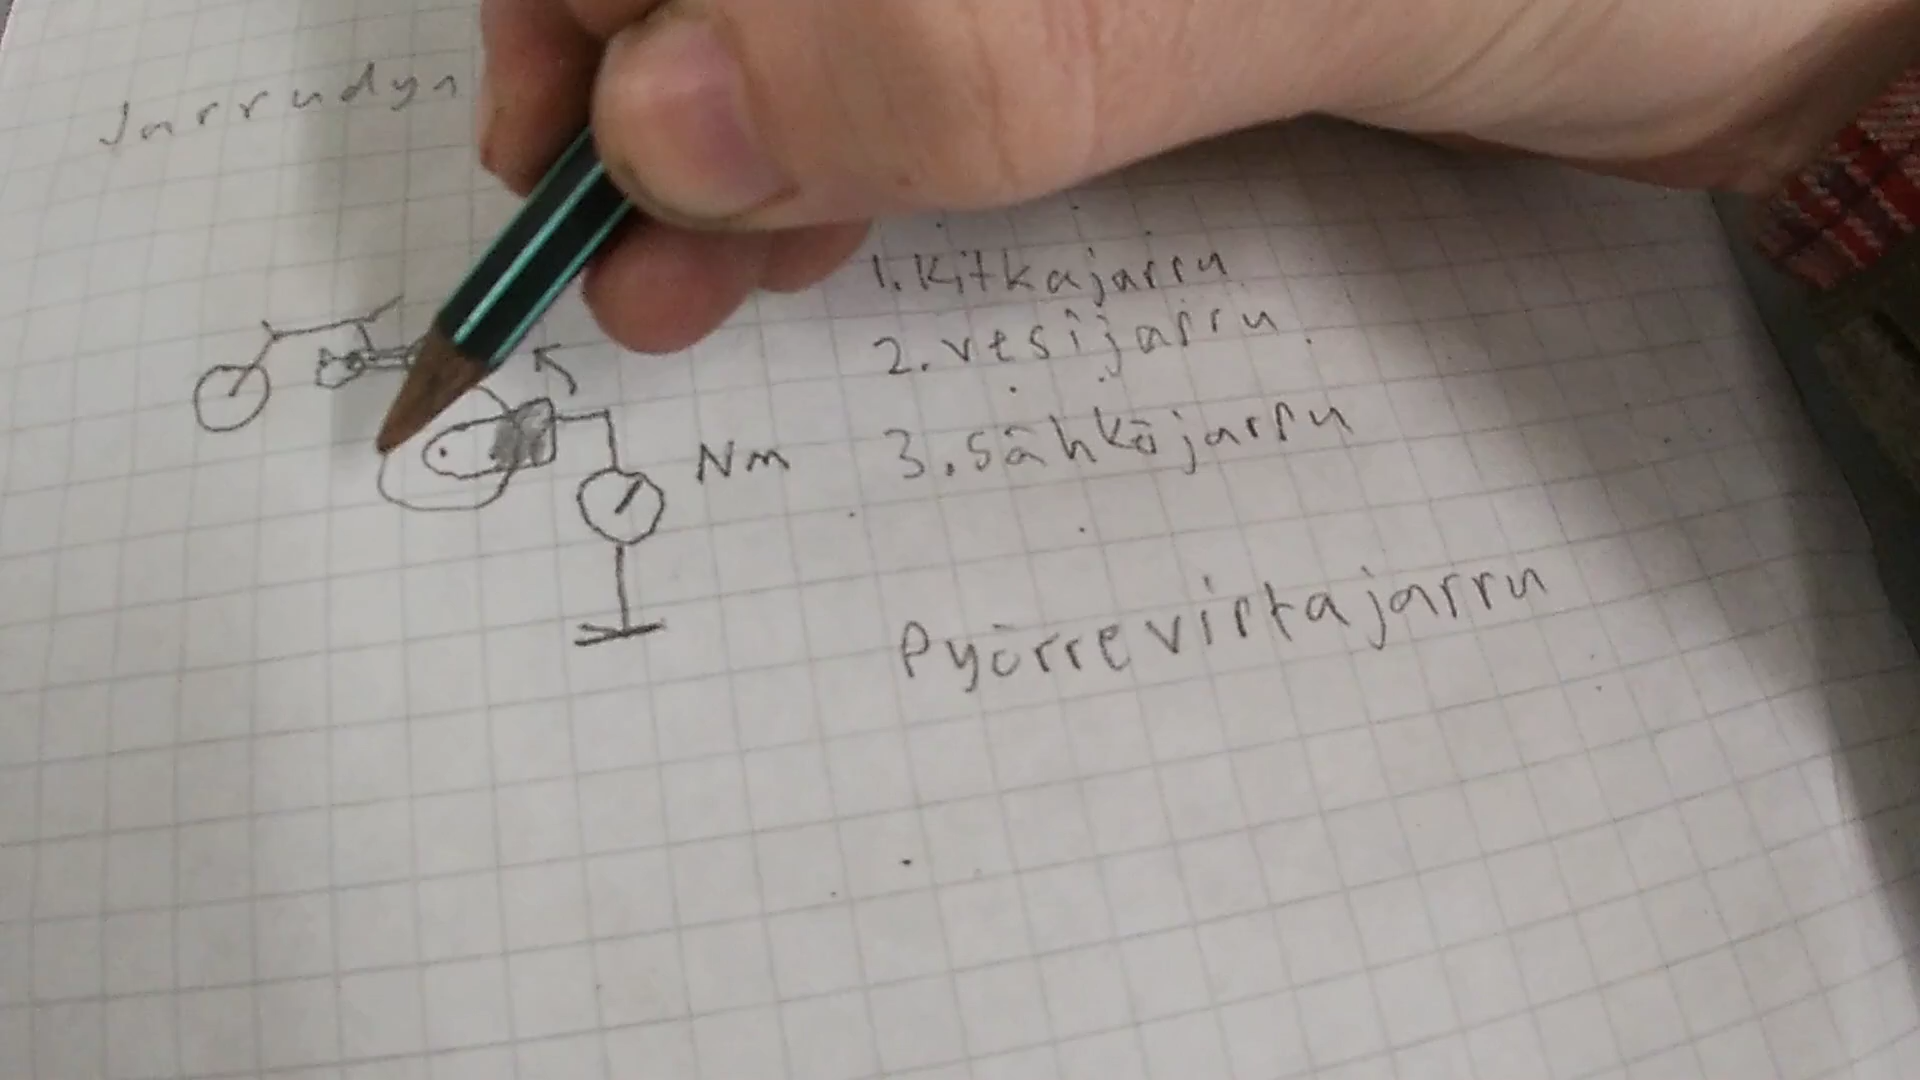 Jarrudyn
1. Kitkajarru
2. vesijarru
3. sähköjarru
Nm
Pyörrevirtajarru